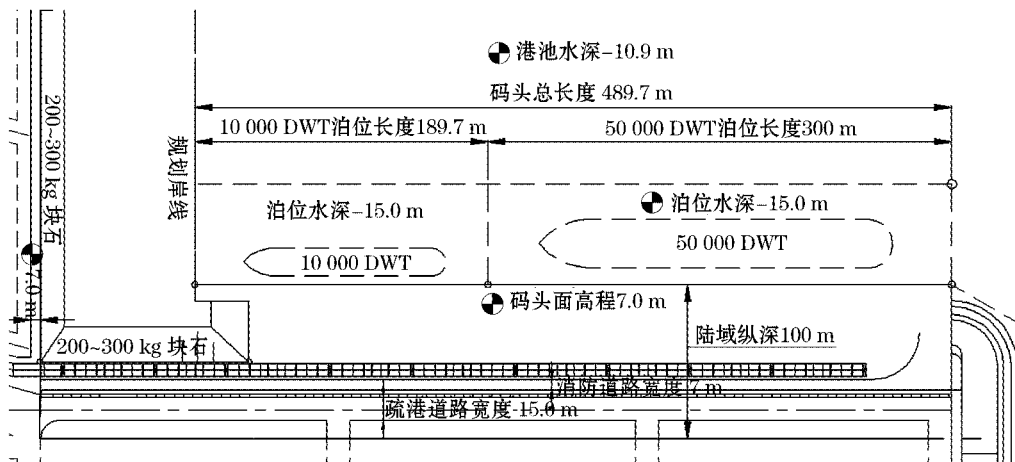 港池水深-10.9 m
码头总长度 489.7 m
10 000 DWT泊位长度189.7 m
50 000 DWT泊位长度300 m
200~300 kg 块石
规划岸线
泊位水深-15.0 m
泊位水深-15.0 m
10 000 DWT
50 000 DWT
7.0 m
码头面高程7.0 m
陆域纵深100 m
200~300 kg 块石
消防道路宽度 7 m
疏港道路宽度 15.0 m